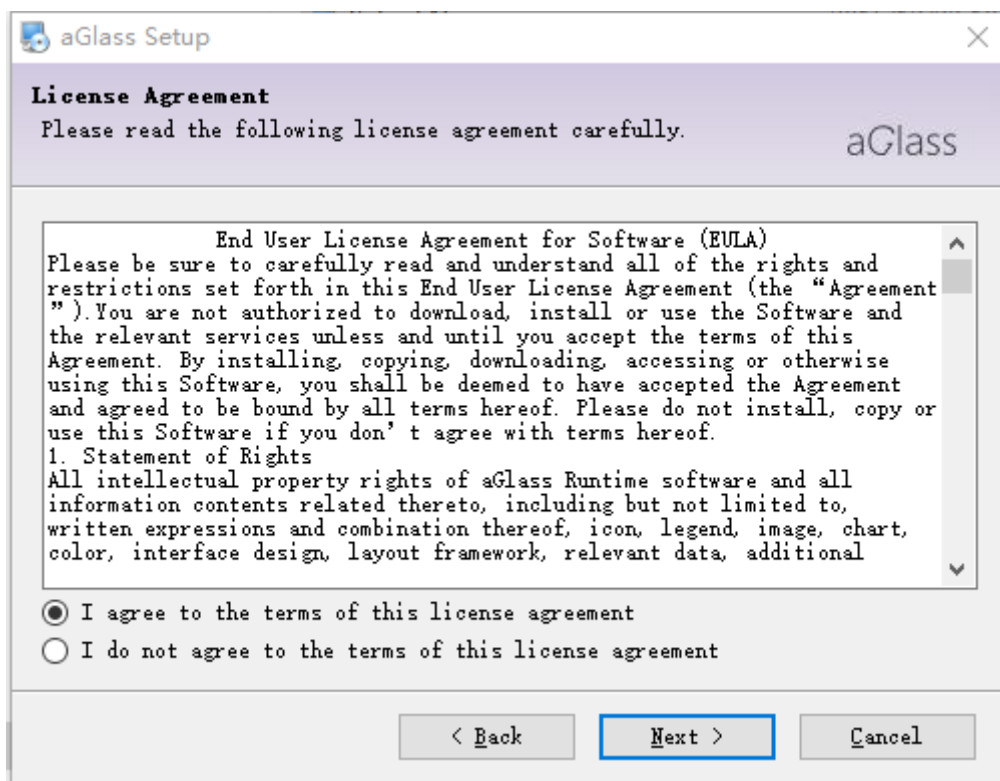 aGlass Setup
License Agreement
Please read the following license agreement carefully.
aGlass
End User License Agreement for Software (EULA)
Please be sure to carefully read and understand all of the rights and
restrictions set forth in this End User License Agreement (the “Agreement
”).You are not authorized to download, install or use the Software and
the relevant services unless and until you accept the terms of this
Agreement. By installing, copying, downloading, accessing or otherwise
using this Software, you shall be deemed to have accepted the Agreement
and agreed to be bound by all terms hereof. Please do not install, copy or
use this Software if you don’t agree with terms hereof.
1. Statement of Rights
All intellectual property rights of aGlass Runtime software and all
information contents related thereto, including but not limited to,
written expressions and combination thereof, icon, legend, image, chart,
color, interface design, layout framework, relevant data, additional
I agree to the terms of this license agreement
I do not agree to the terms of this license agreement
< Back
Next >
Cancel